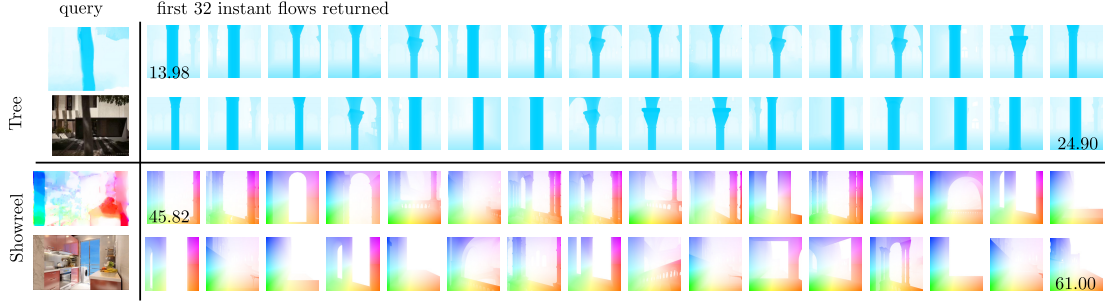 query
first 32 instant flows returned
Tree
13.98
24.90
Showreel
45.82
61.00